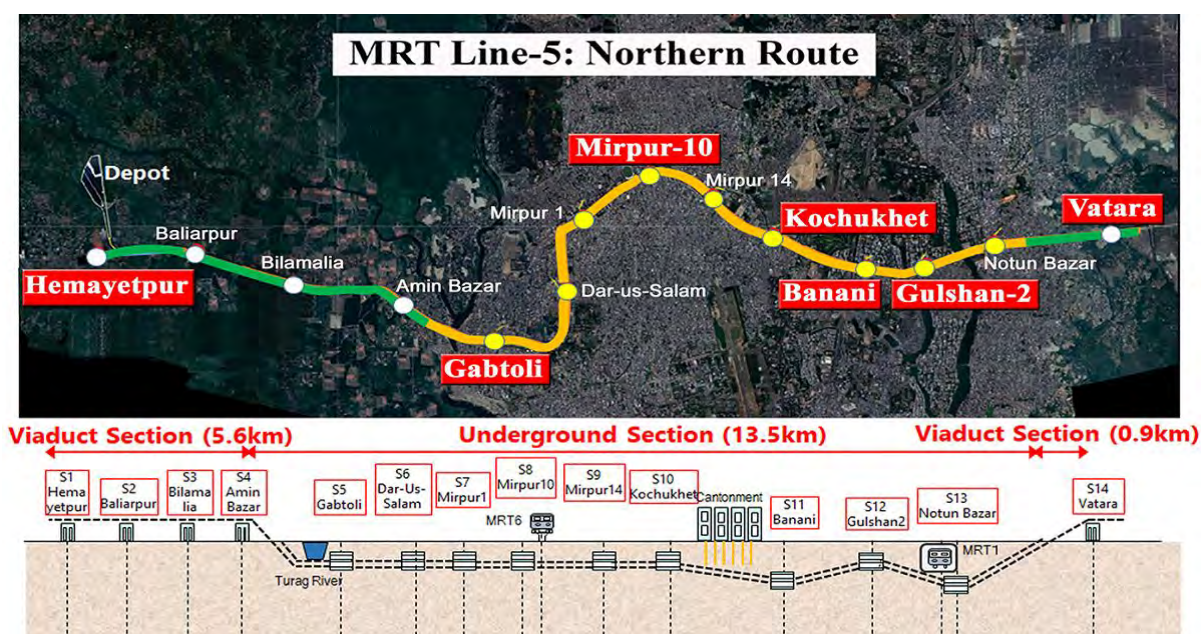 MRT Line-5: Northern Route
Depot
Mirpur-10
Mirpur 14
Mirpur 1
Kochukhet
Vatara
Baliarpur
Bilamalia
Hemayetpur
Amin Bazar
Dar-us-Salam
Banani
Gulshan-2
Notun Bazar
Gabtoli
Viaduct Section (5.6km)
Underground Section (13.5km)
Viaduct Section (0.9km)
S1
Hema
yetpur
S2
Baliarpur
S3
Bilama
lia
S4
Amin
Bazar
S5
Gabtoli
S6
Dar-Us-
Salam
S7
Mirpur1
S8
Mirpur10
S9
Mirpur14
S10
Kochukhet
Cantonment
S11
Banani
S12
Gulshan2
S13
Notun Bazar
S14
Vatara
MRT6
MRT1
Turag River